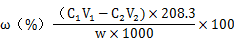 ω（%）= (C₁V₁ − C₂V₂) × 208.3 / w × 1000 × 100